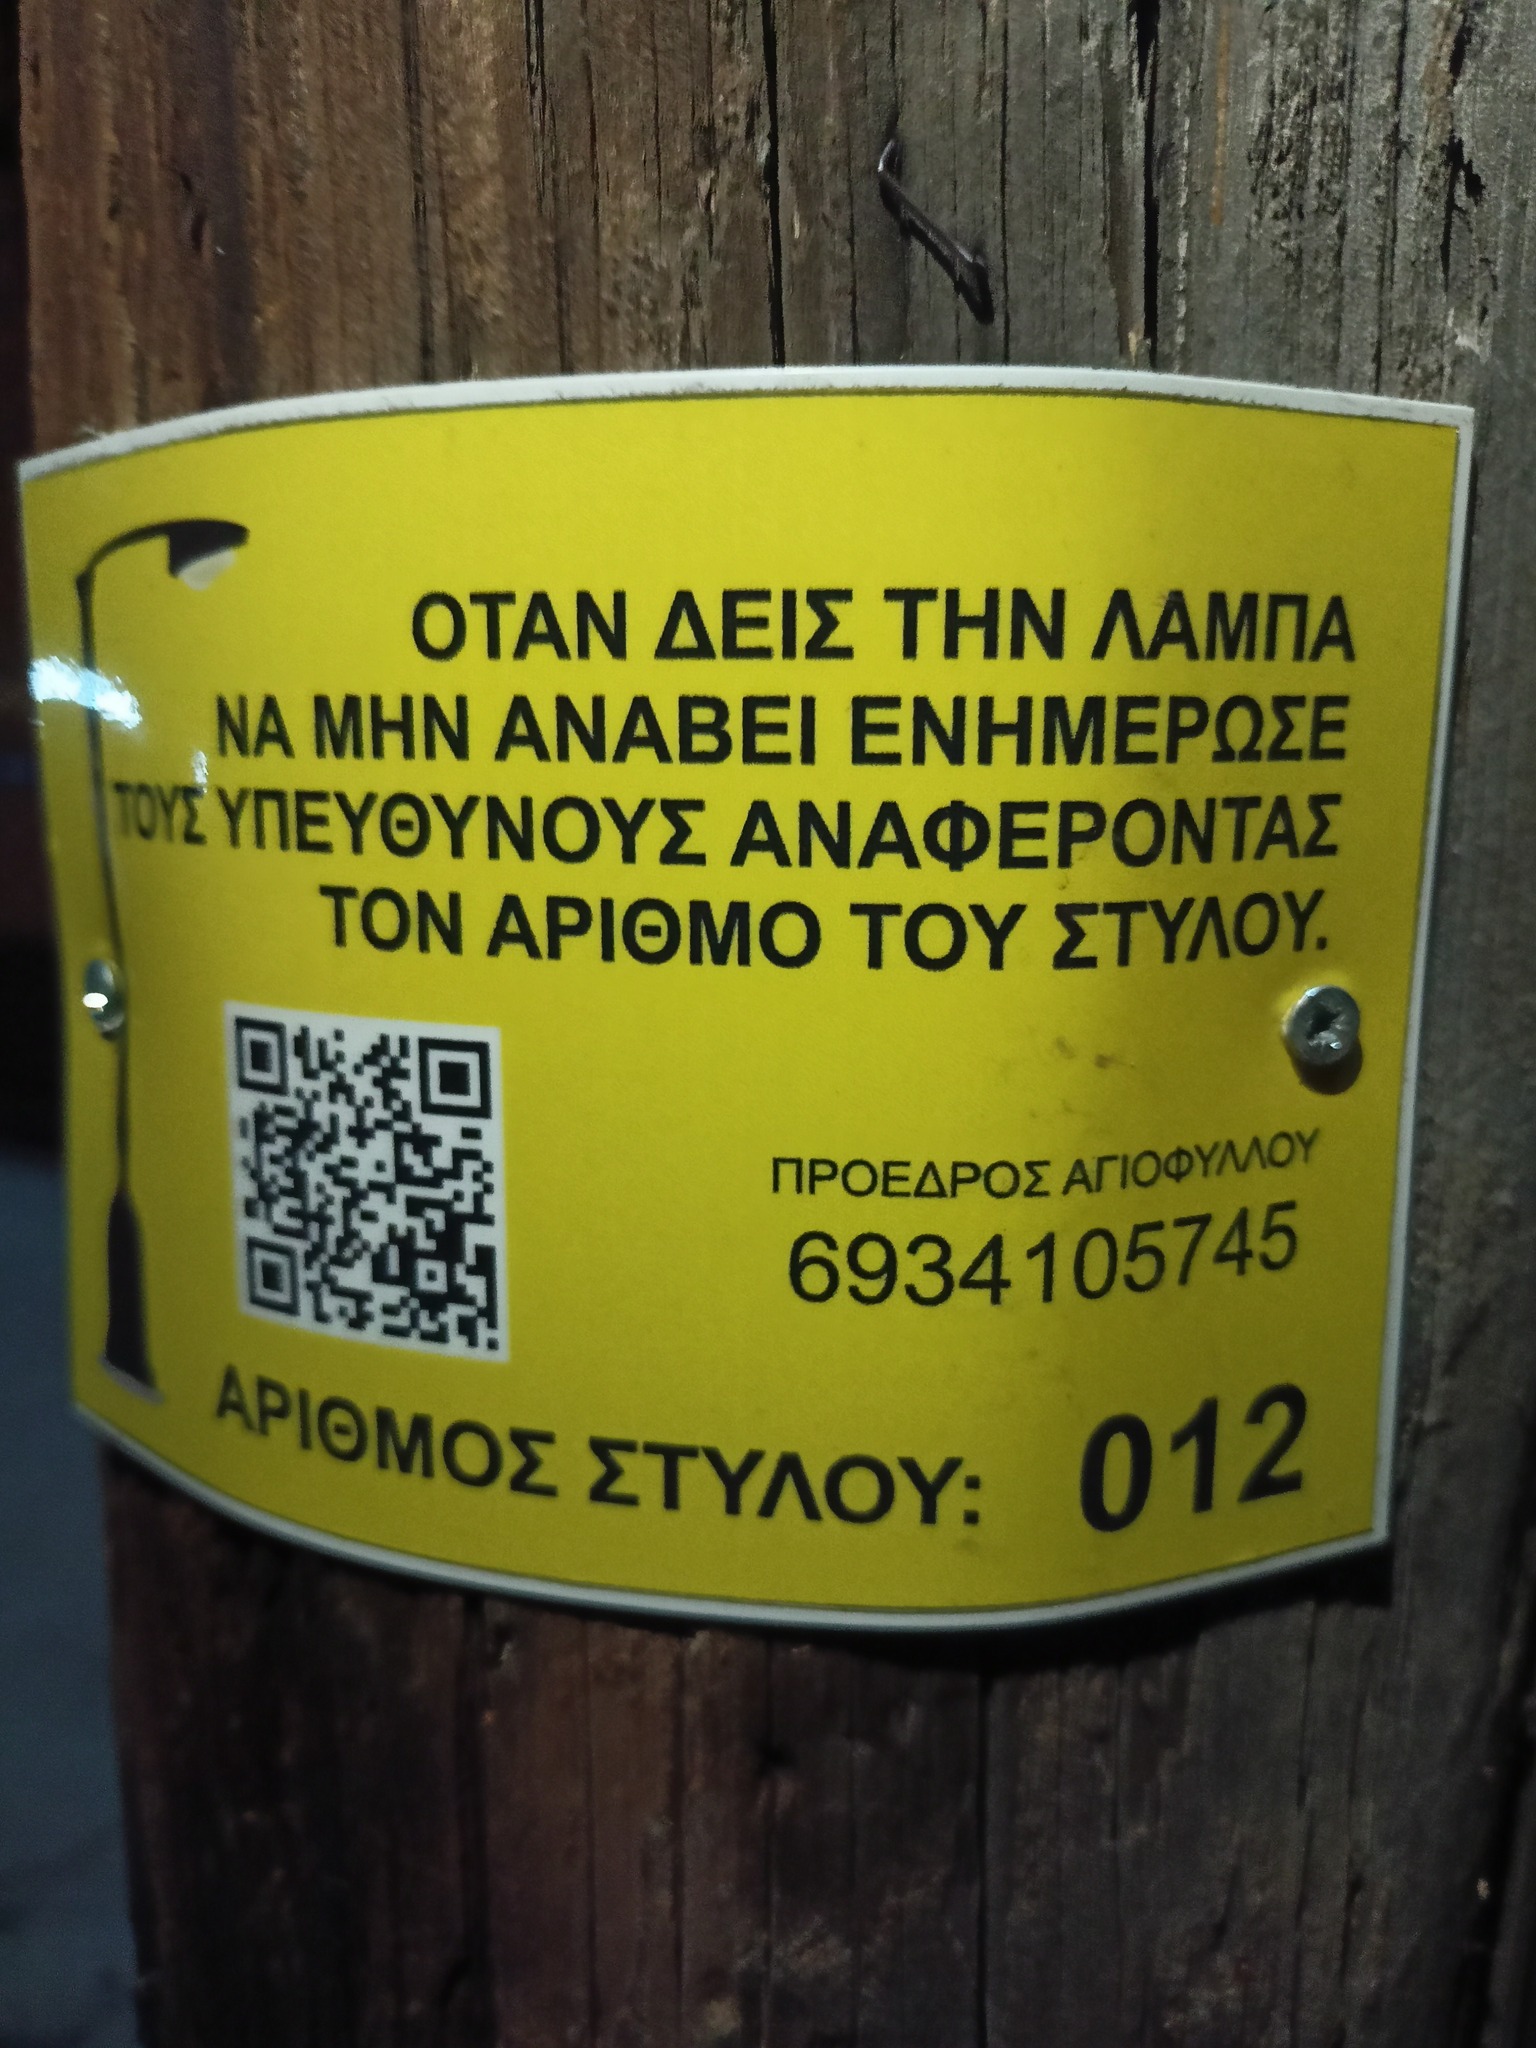 ΟΤΑΝ ΔΕΙΣ ΤΗΝ ΛΑΜΠΑ
ΝΑ ΜΗΝ ΑΝΑΒΕΙ ΕΝΗΜΕΡΩΣΕ
ΤΟΥΣ ΥΠΕΥΘΥΝΟΥΣ ΑΝΑΦΕΡΟΝΤΑΣ
ΤΟΝ ΑΡΙΘΜΟ ΤΟΥ ΣΤΥΛΟΥ.
ΠΡΟΕΔΡΟΣ ΑΓΙΟΦΥΛΛΟΥ
6934105745
ΑΡΙΘΜΟΣ ΣΤΥΛΟΥ: 012